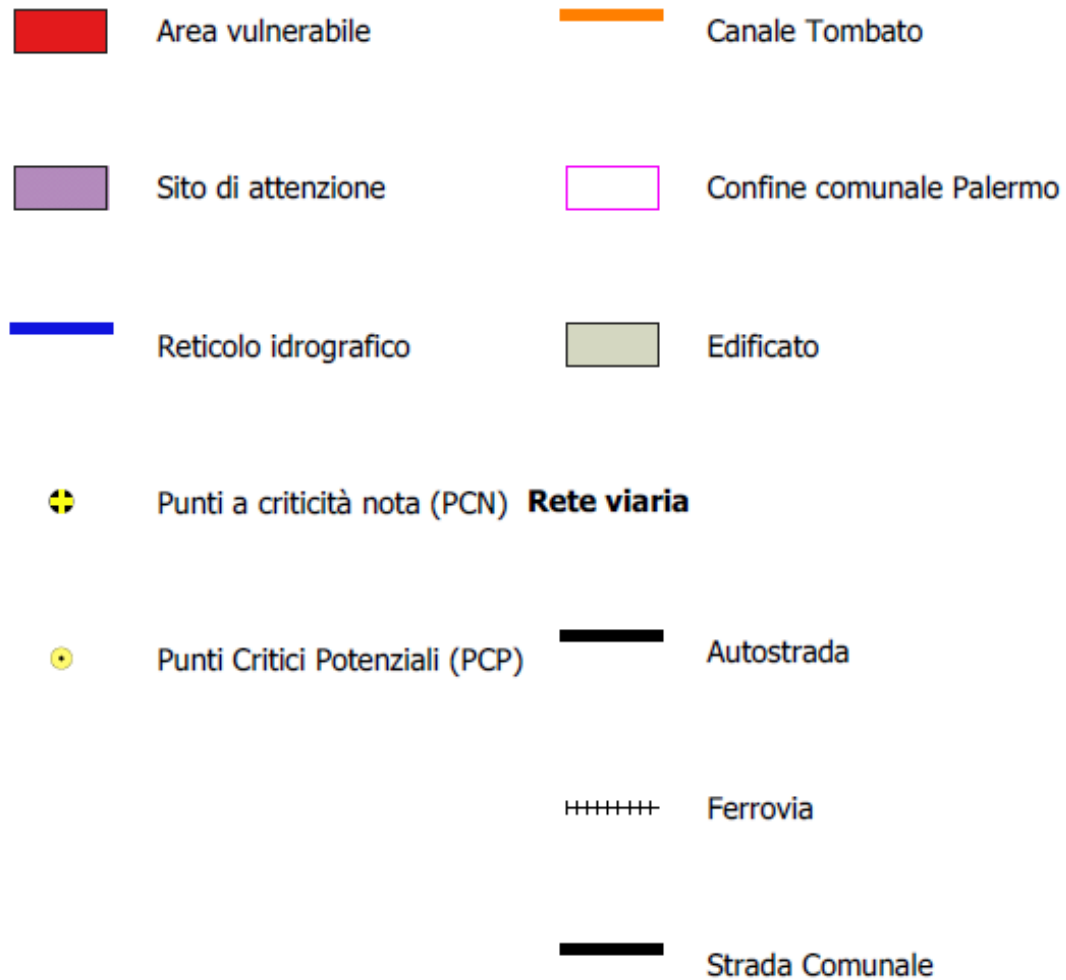 Area vulnerabile
Sito di attenzione
Reticolo idrografico
Punti a criticità nota (PCN)
Punti Critici Potenziali (PCP)
Canale Tombato
Confine comunale Palermo
Edificato
Rete viaria
Autostrada
Ferrovia
Strada Comunale